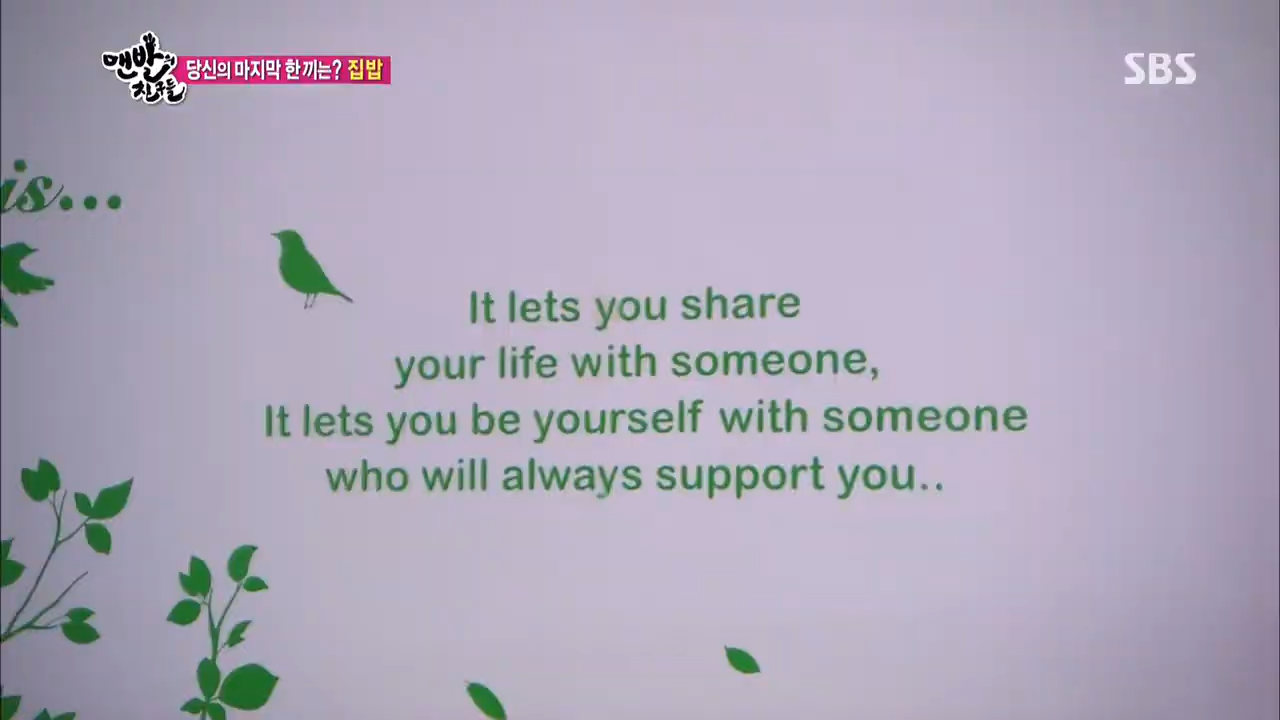 맨발의
친구들
당신의 마지막 한끼는? 집밥
SBS
is...
It lets you share
your life with someone,
It lets you be yourself with someone
who will always support you..